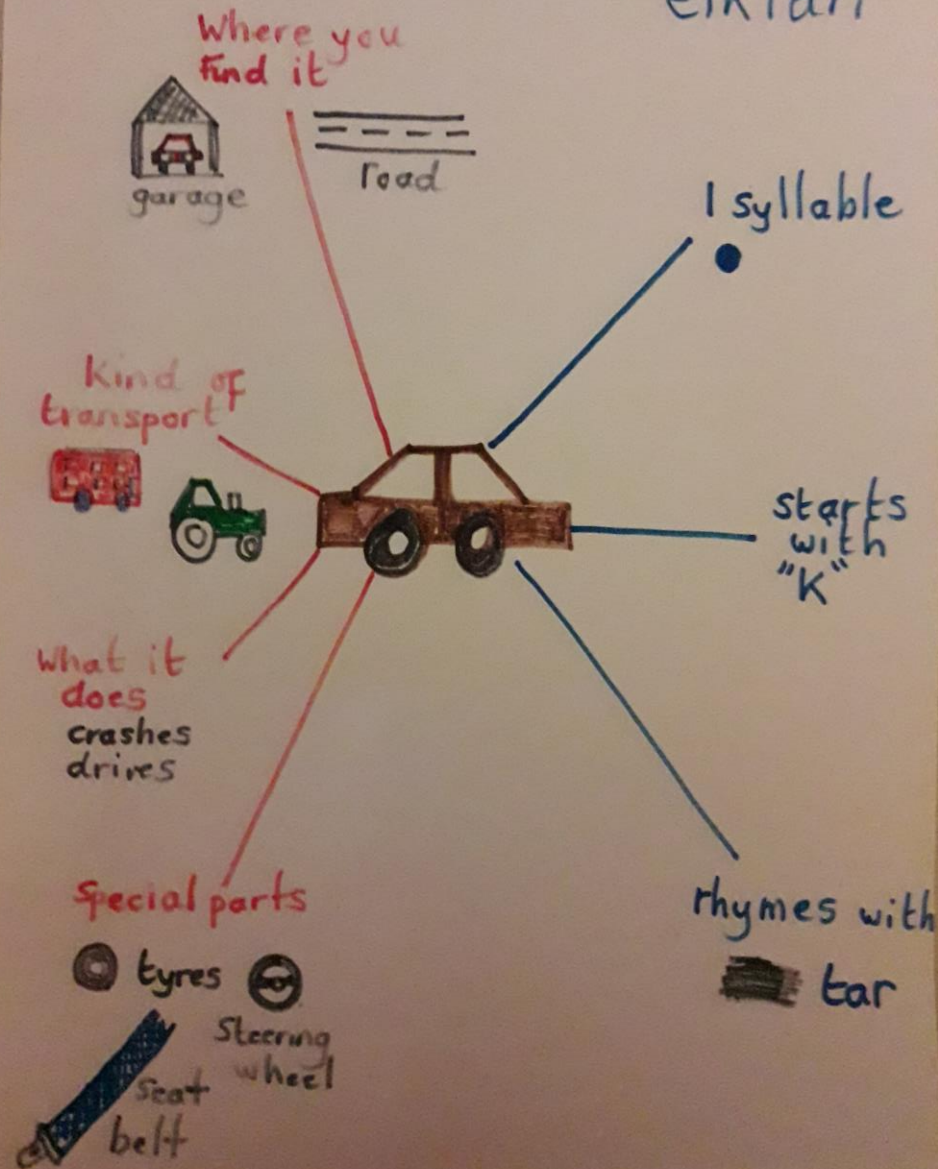 Where you
find it
garage
road
1 syllable
Kind of
transport
starts
with
"K"
What it
does
crashes
drives
special parts
tyres
Steering
wheel
seat
belt
rhymes with
tar